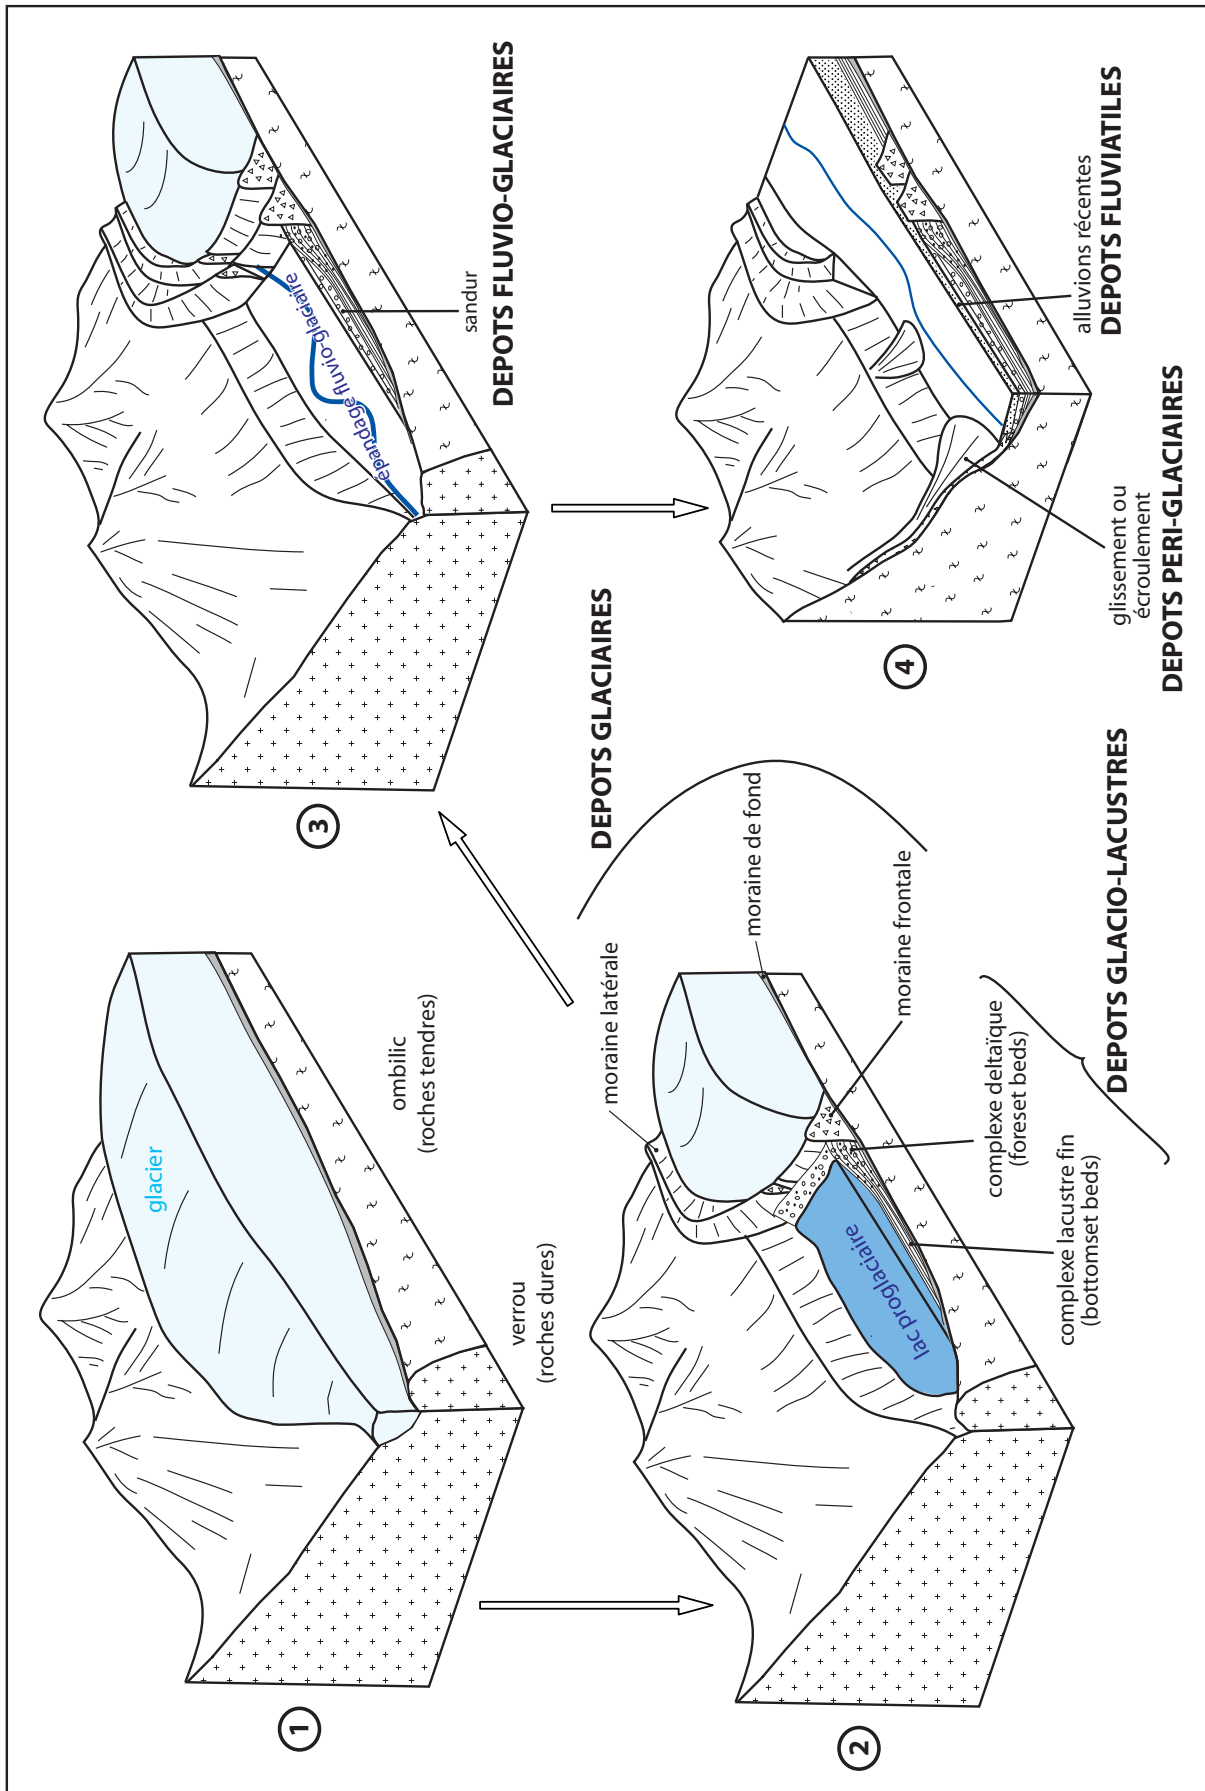 1
glacier
ombilic
(roches tendres)
verrou
(roches dures)
2
moraine latérale
moraine de fond
moraine frontale
DEPOTS GLACIAIRES
lac proglaciaire
complexe deltaïque
(foreset beds)
complexe lacustre fin
(bottomset beds)
DEPOTS GLACIO-LACUSTRES
3
épandage fluvio-glaciaire
sandur
DEPOTS FLUVIO-GLACIAIRES
4
glissement ou
écroulement
DEPOTS PERI-GLACIAIRES
alluvions récentes
DEPOTS FLUVIATILES